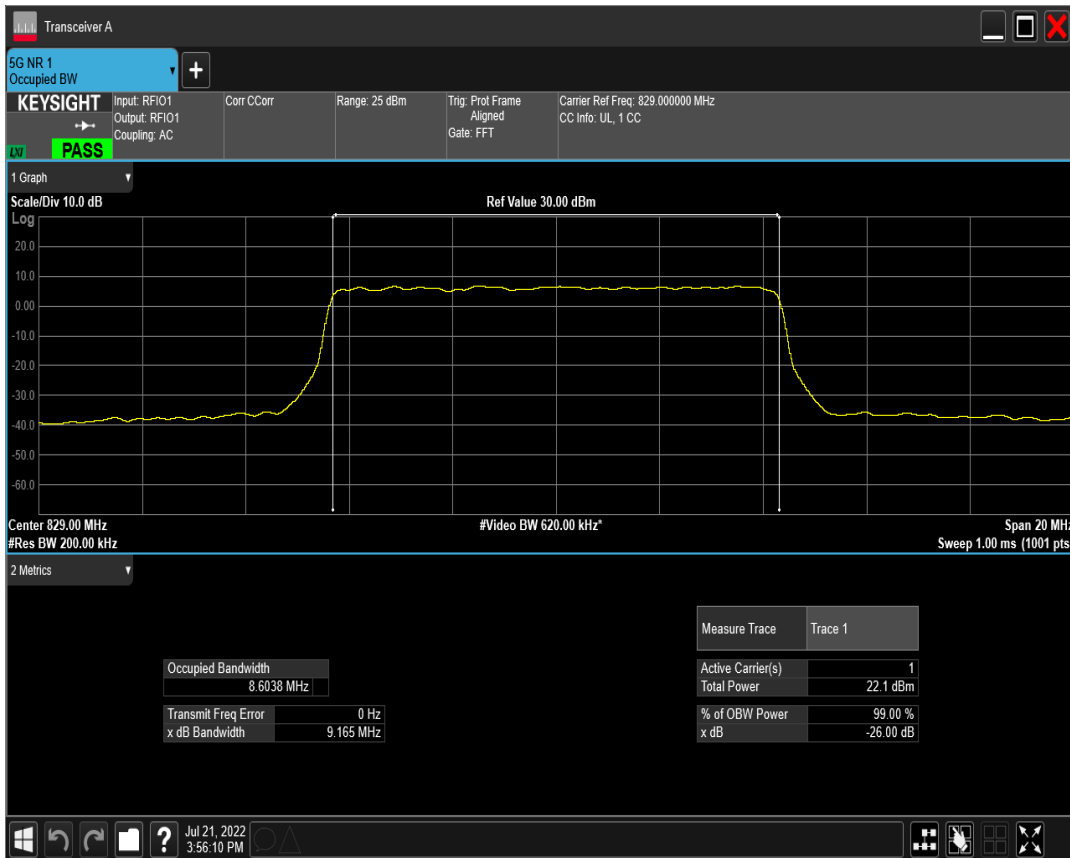 Transceiver A
5G NR 1
Occupied BW
+
KEYSIGHT
LXI
PASS
Input: RFIO1
Output: RFIO1
Coupling: AC
Corr CCorr
Range: 25 dBm
Trig: Prot Frame
Aligned
Gate: FFT
Carrier Ref Freq: 829.000000 MHz
CC Info: UL, 1 CC
1 Graph
Scale/Div 10.0 dB
Ref Value 30.00 dBm
Log
20.0
10.0
0.00
-10.0
-20.0
-30.0
-40.0
-50.0
-60.0
Center 829.00 MHz
#Video BW 620.00 kHz*
Span 20 MHz
#Res BW 200.00 kHz
Sweep 1.00 ms (1001 pts
2 Metrics
Measure Trace Trace 1
Occupied Bandwidth
8.6038 MHz
Transmit Freq Error 0 Hz
x dB Bandwidth 9.165 MHz
Active Carrier(s) 1
Total Power 22.1 dBm
% of OBW Power 99.00 %
x dB -26.00 dB
?
Jul 21, 2022
3:56:10 PM